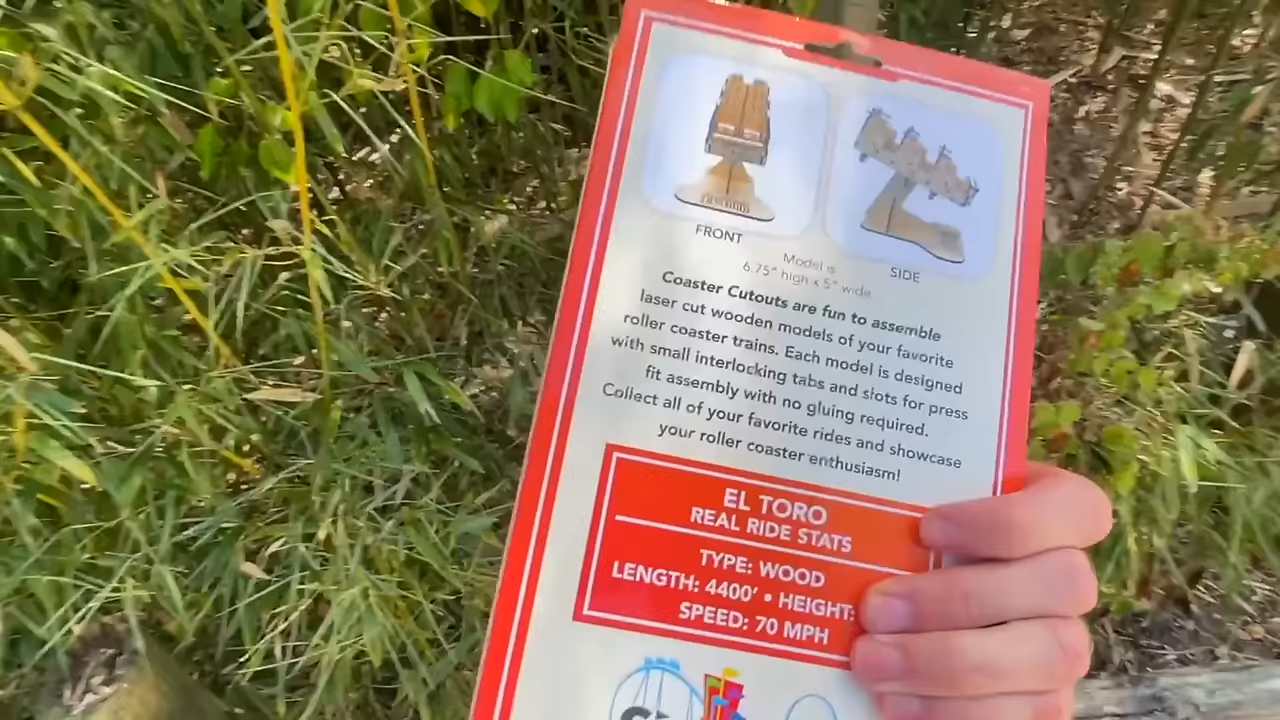 FRONT
SIDE
Model is
6.75" high x 5" wide
Coaster Cutouts are fun to assemble
laser cut wooden models of your favorite
roller coaster trains. Each model is designed
with small interlocking tabs and slots for press
fit assembly with no gluing required.
Collect all of your favorite rides and showcase
your roller coaster enthusiasm!
EL TORO
REAL RIDE STATS
TYPE: WOOD
LENGTH: 4400' • HEIGHT:
SPEED: 70 MPH